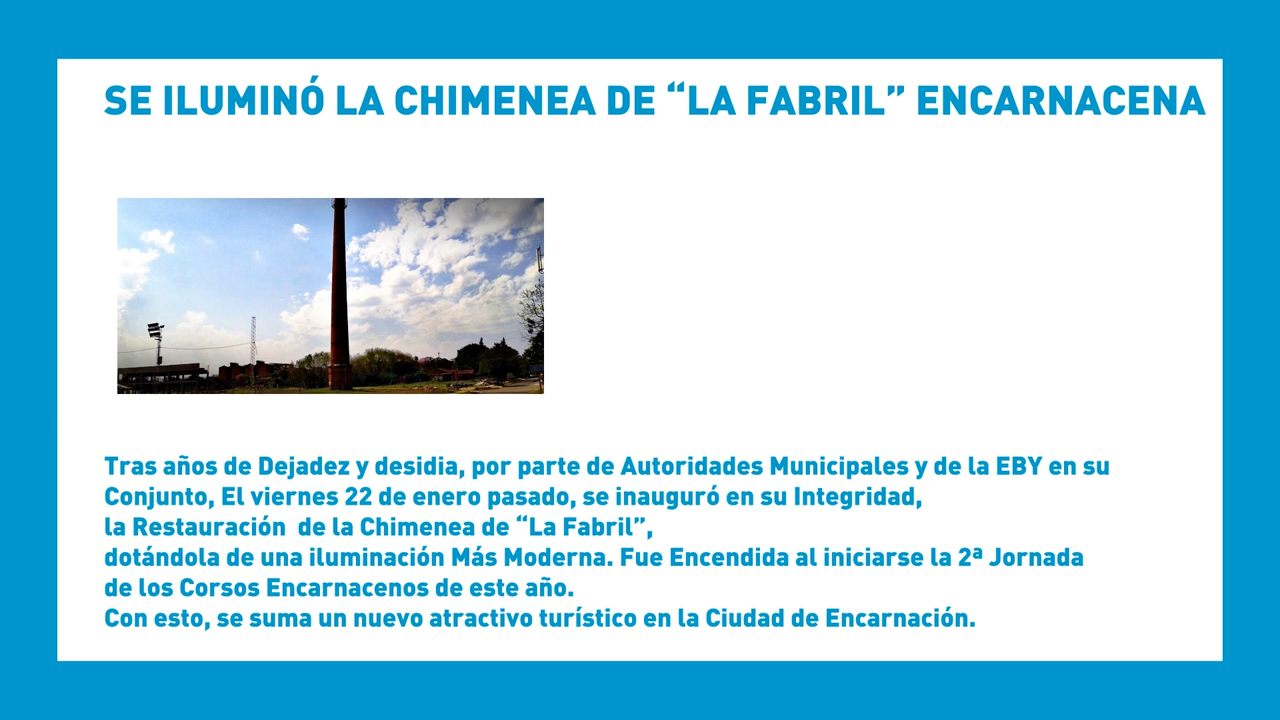 SE ILUMINÓ LA CHIMENEA DE “LA FABRIL” ENCARNACENA
Tras años de Dejadez y desidia, por parte de Autoridades Municipales y de la EBY en su
Conjunto, El viernes 22 de enero pasado, se inauguró en su Integridad,
la Restauración  de la Chimenea de “La Fabril”,
dotándola de una iluminación Más Moderna. Fue Encendida al iniciarse la 2ª Jornada
de los Corsos Encarnacenos de este año.
Con esto, se suma un nuevo atractivo turístico en la Ciudad de Encarnación.